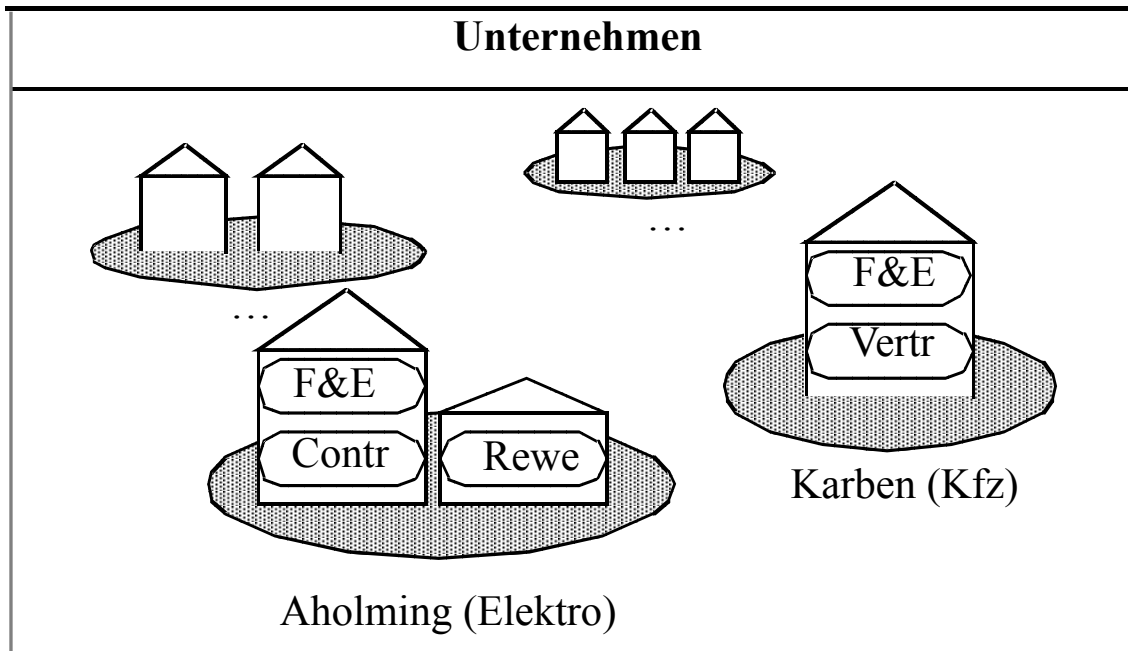 Unternehmen
...
F&E
Vertr
...
F&E
Contr
Rewe
Karben (Kfz)
Aholming (Elektro)